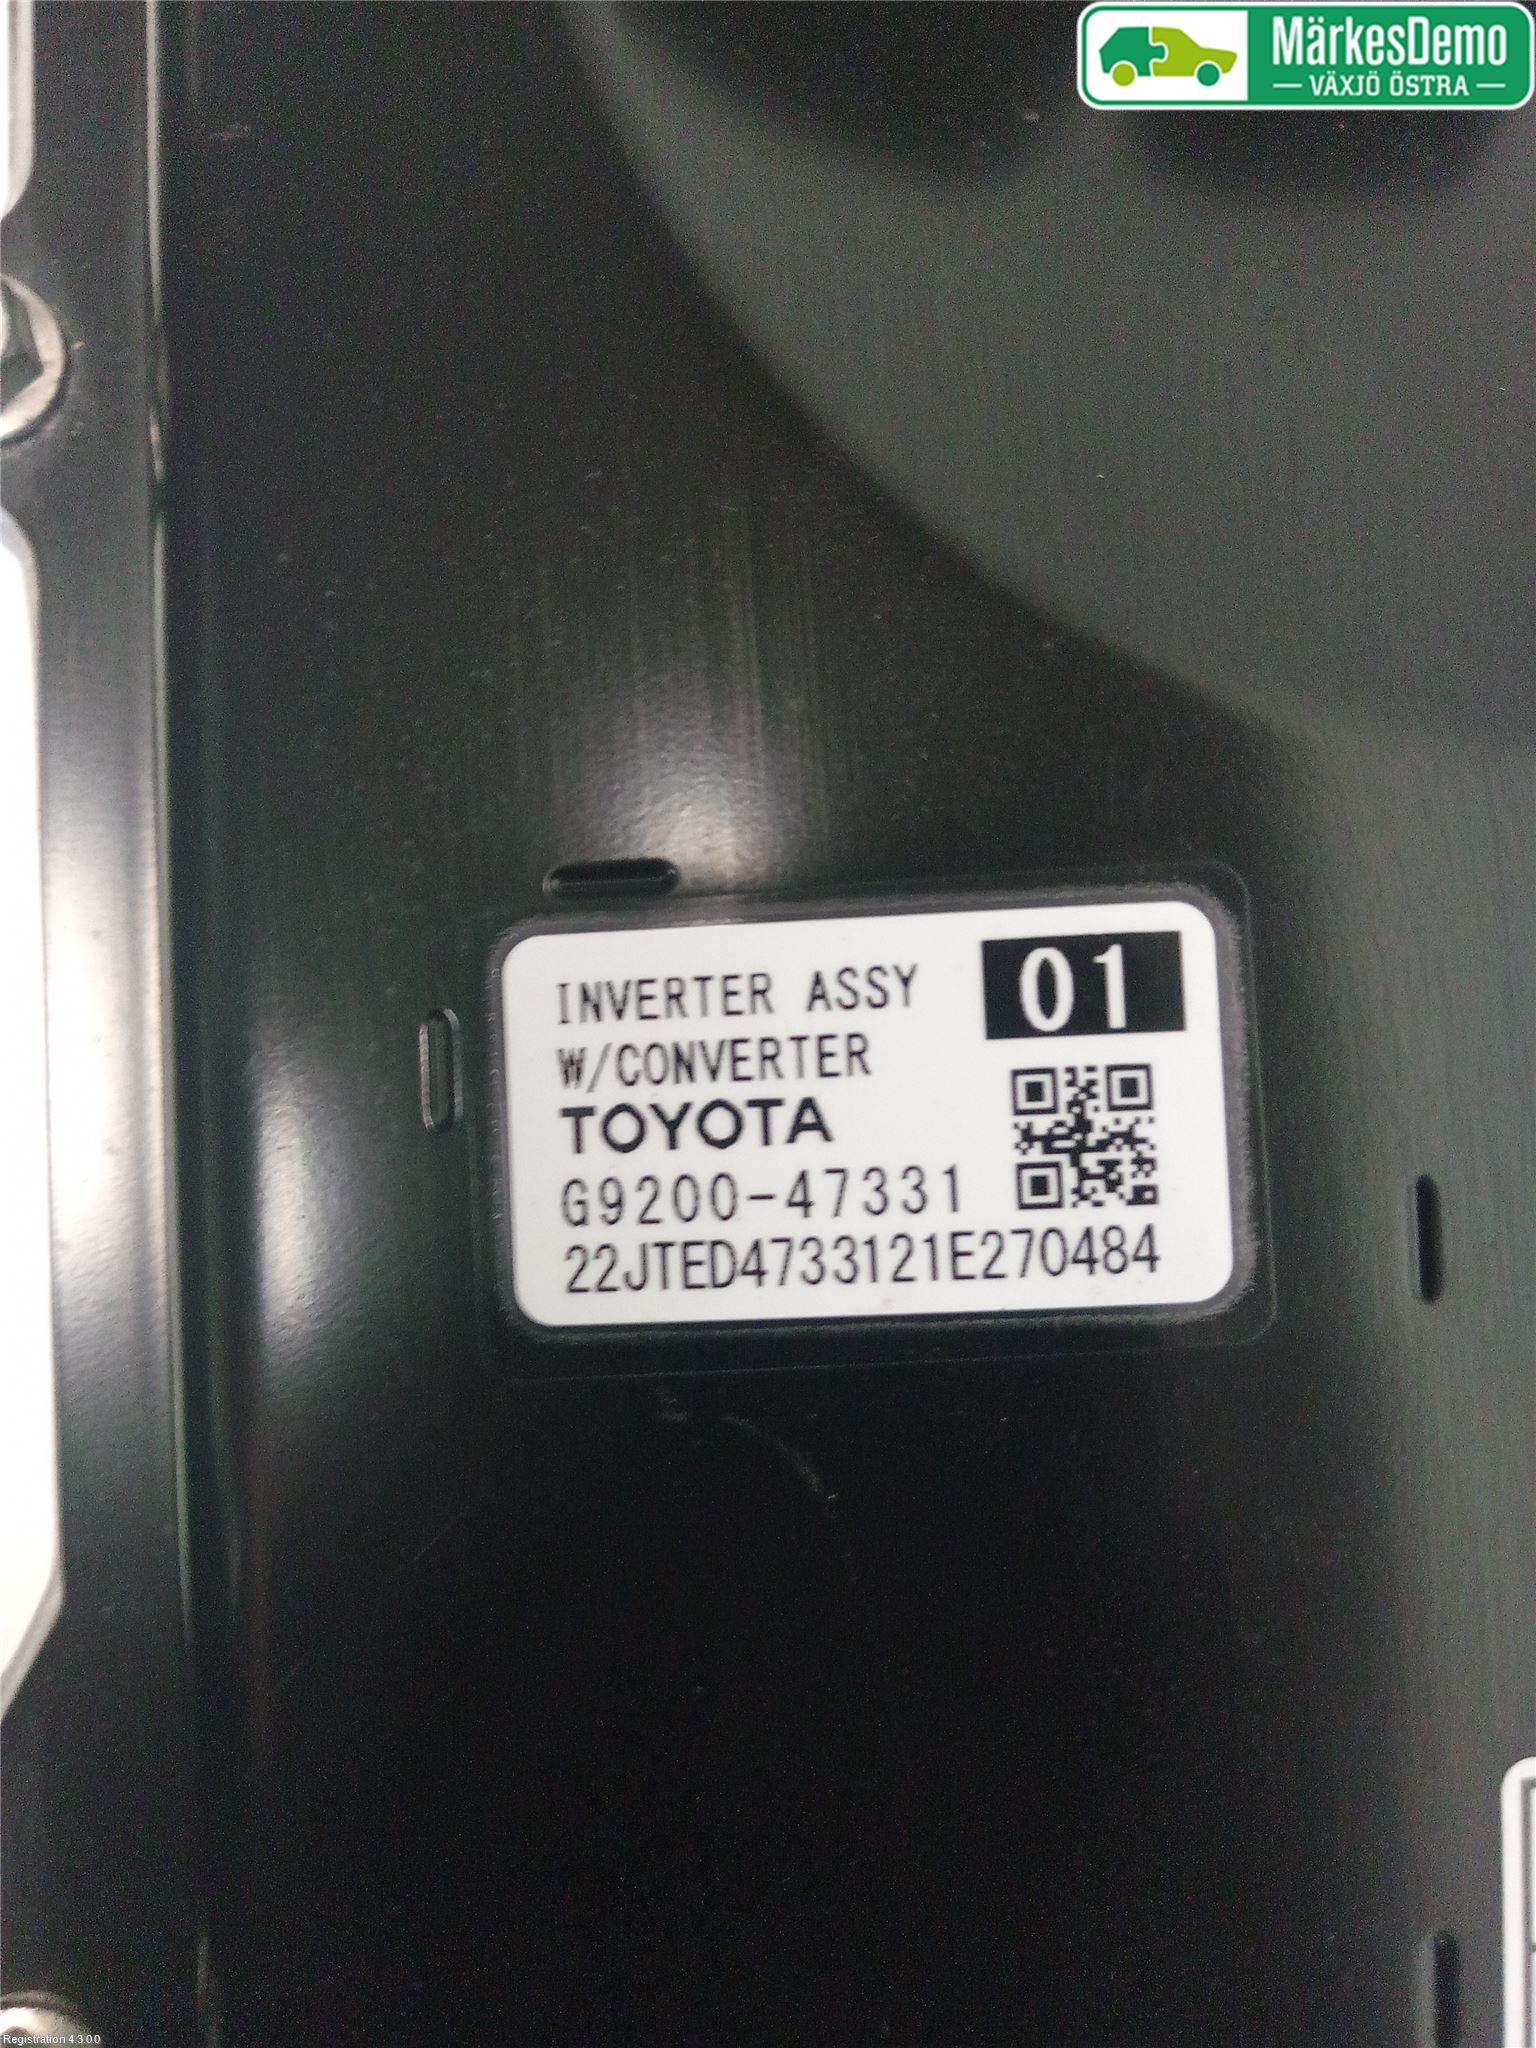 MärkesDemo
VÄXJÖ ÖSTRA
INVERTER ASSY
01
W/CONVERTER
TOYOTA
G9200-47331
22JTED4733121E270484
Registration 4.3.0.0